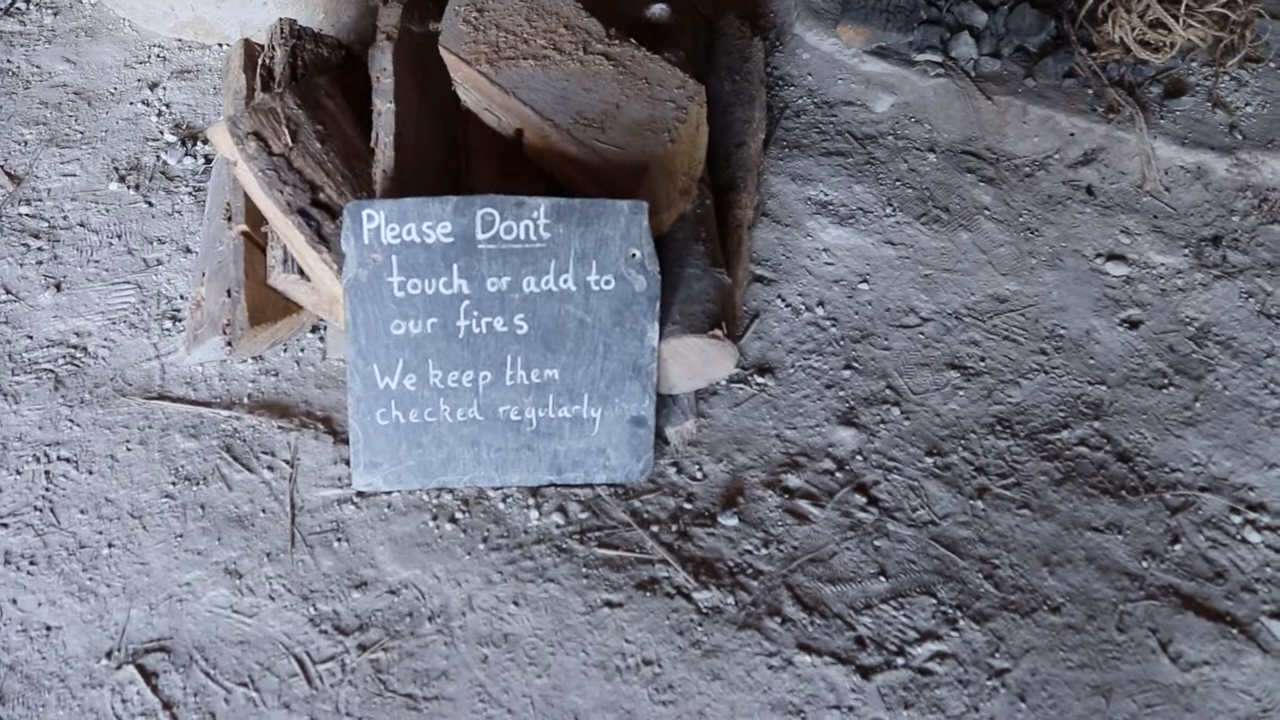 Please Don't
touch or add to
our fires
We keep them
checked regularly